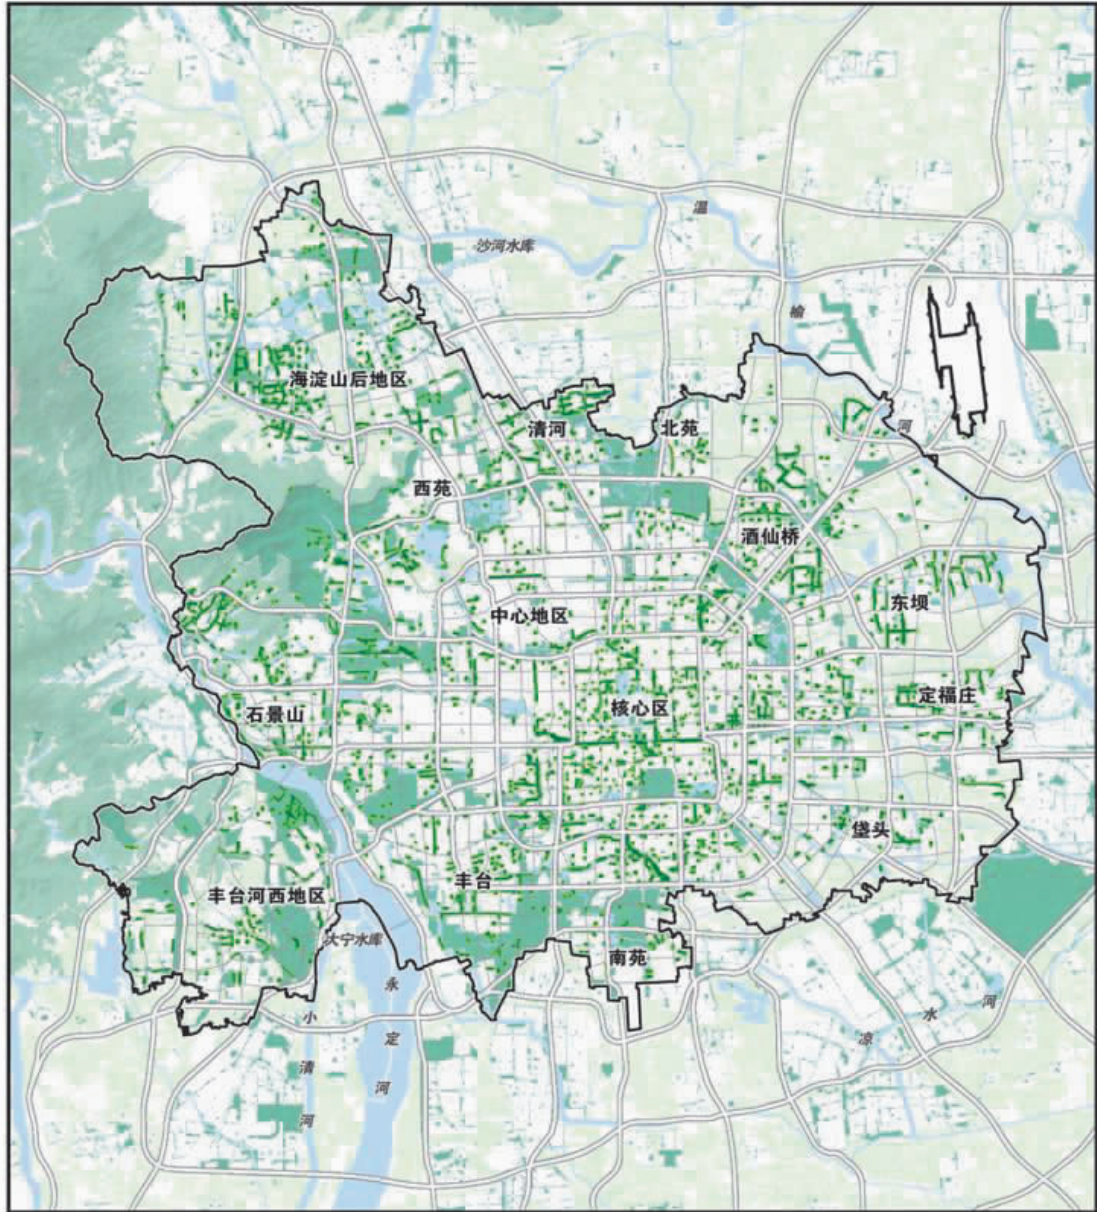 温
沙河水库
榆
海淀山后地区
清河
北苑
河
西苑
酒仙桥
东坝
中心地区
定福庄
石景山
核心区
垡头
丰台
丰台河西地区
大宁水库
南苑
永
定
河
小
清
河
凉
水
河